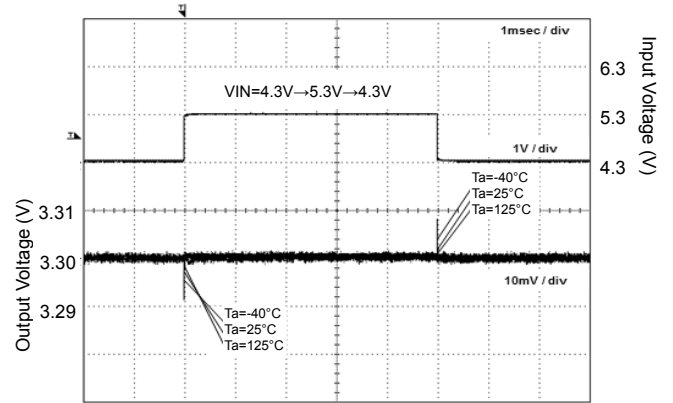 1msec / div
6.3
VIN=4.3V→5.3V→4.3V
5.3
1V / div
4.3
Input Voltage (V)
Ta=-40°C
Ta=25°C
Ta=125°C
3.31
3.30
3.29
Output Voltage (V)
10mV / div
Ta=-40°C
Ta=25°C
Ta=125°C